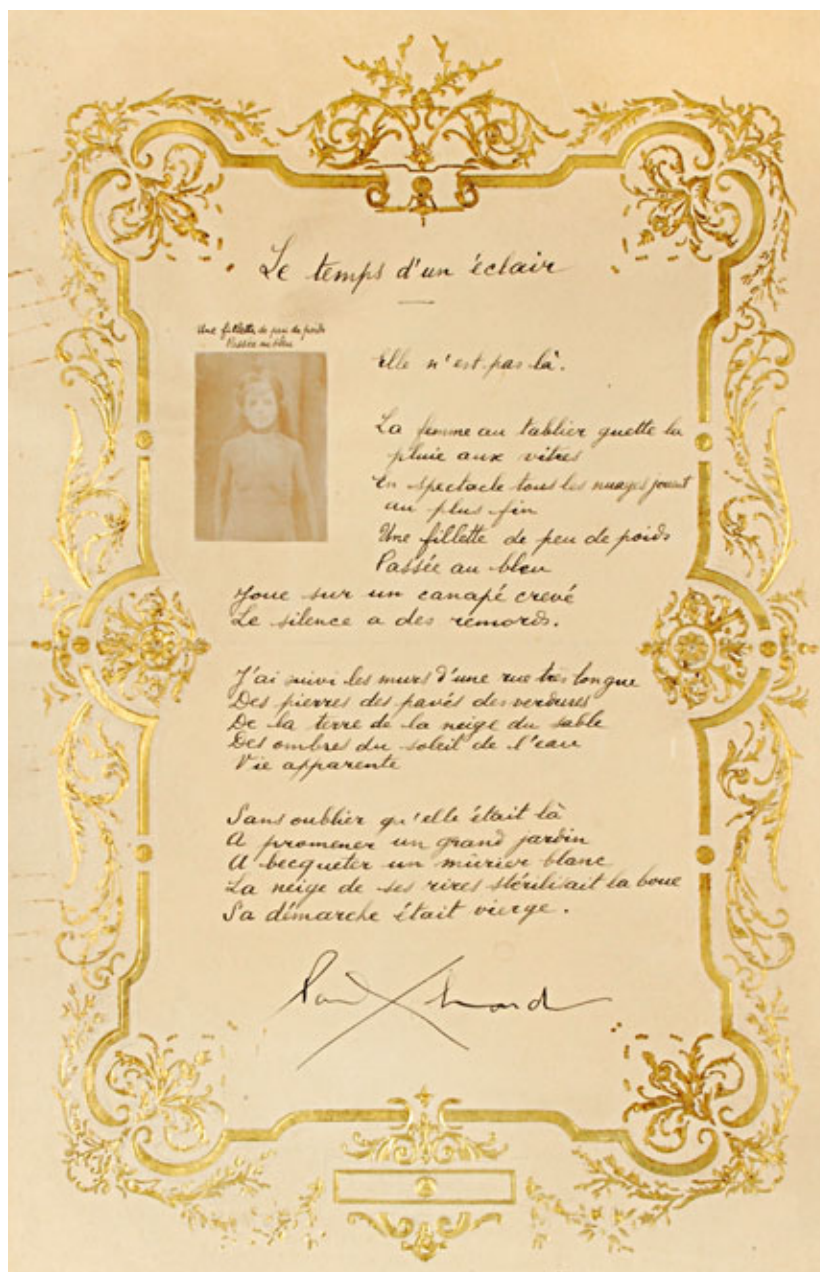 Le temps d'un éclair
Une fillette de peu de poids
Passée au bleu
Elle n'est pas là.
La femme au tablier guette la
pluie aux vitres
En spectacle tous les nuages jouent
au plus fin
Une fillette de peu de poids
Passée au bleu
Joue sur un canapé crevé
Le silence a des remords.
J'ai suivi les murs d'une rue très longue
Des pierres des pavés des verdures
De la terre de la neige du sable
Des ombres du soleil de l'eau
Vie apparente
Sans oublier qu'elle était là
A promener un grand jardin
A becqueter un mûrier blanc
La neige de ses rires stérilisait la boue
Sa démarche était vierge.
Paul Eluard